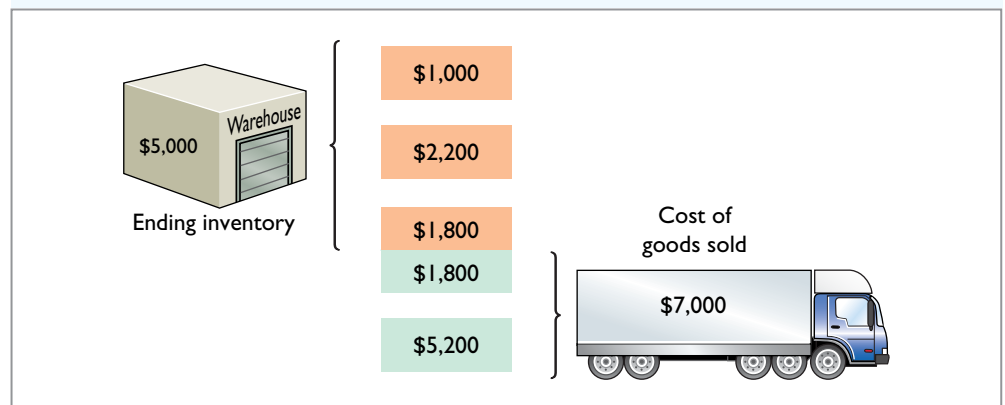 $1,000
Warehouse
$5,000
$2,200
Ending inventory
$1,800
Cost of
goods sold
$1,800
$7,000
$5,200